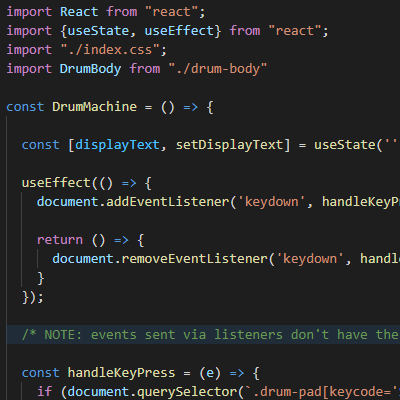 import React from "react";
import {useState, useEffect} from "react";
import "./index.css";
import DrumBody from "./drum-body"
const DrumMachine = () => {
const [displayText, setDisplayText] = useState(''
useEffect(() => {
document.addEventListener('keydown', handleKeyP
return () => {
document.removeEventListener('keydown', handl
}
});
/* NOTE: events sent via listeners don't have the
const handleKeyPress = (e) => {
if (document.querySelector(`.drum-pad[keycode='